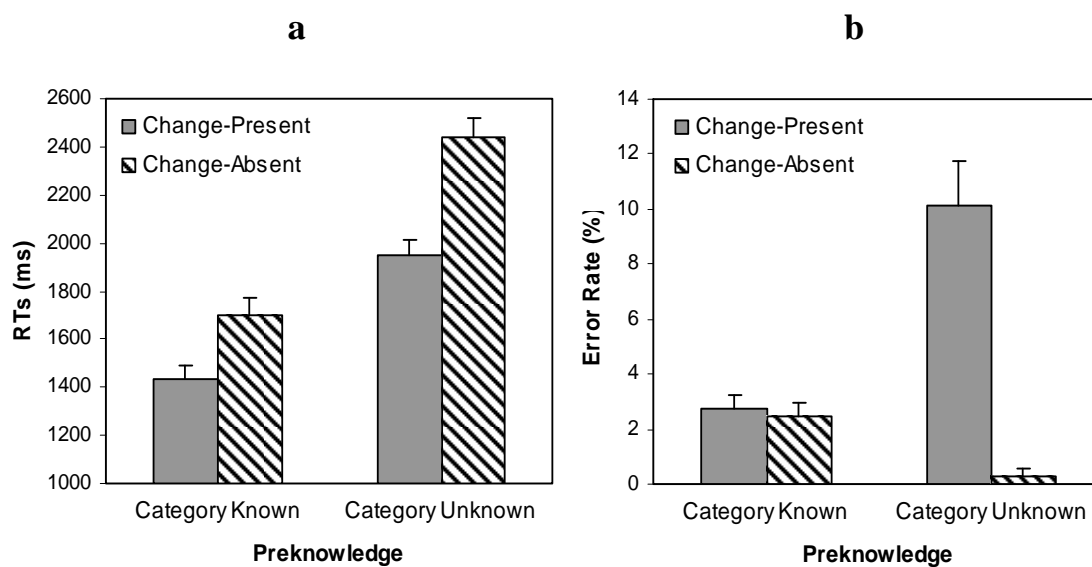 a
2600
2400
2200
2000
1800
1600
1400
1200
1000
RTs (ms)
Change-Present
Change-Absent
Category Known
Category Unknown
Preknowledge
b
14
12
10
8
6
4
2
0
Error Rate (%)
Change-Present
Change-Absent
Category Known
Category Unknown
Preknowledge